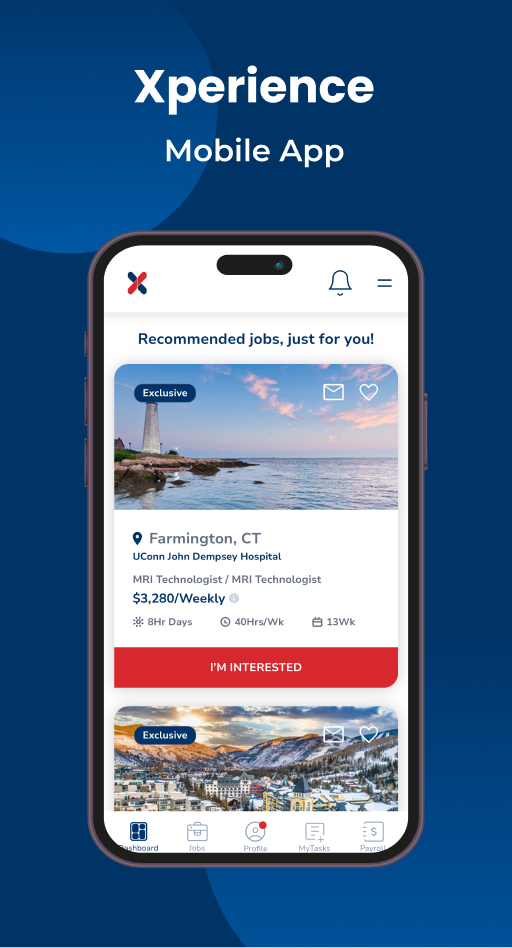 Xperience
Mobile App
Recommended jobs, just for you!
Exclusive
Farmington, CT
UConn John Dempsey Hospital
MRI Technologist / MRI Technologist
$3,280/Weekly
8Hr Days 40Hrs/Wk 13Wk
I'M INTERESTED
Exclusive
Dashboard Jobs Profile MyTasks Payroll